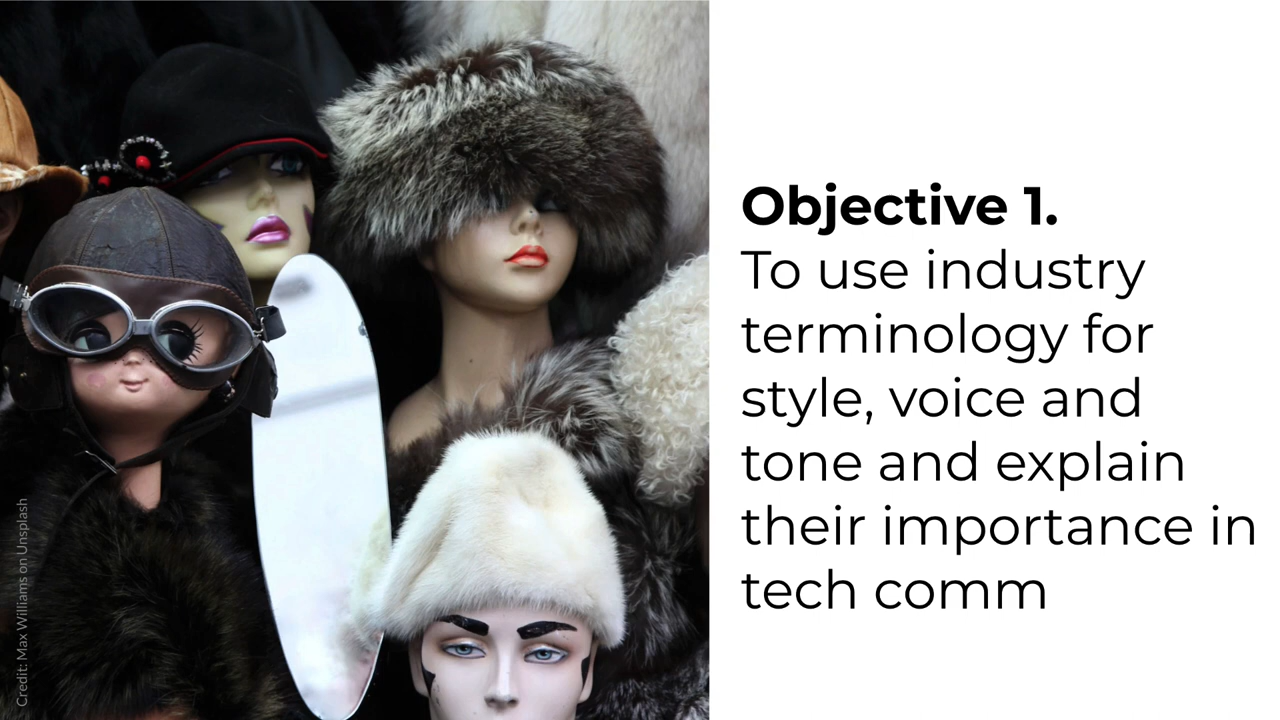 Objective 1.
To use industry
terminology for
style, voice and
tone and explain
their importance in
tech comm
Credit: Max Williams on Unsplash